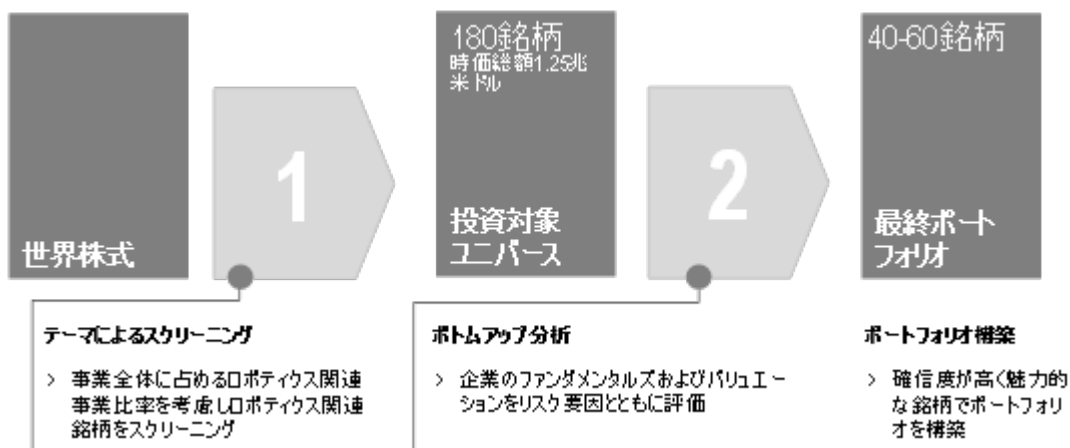 世界株式
1
180銘柄
時価総額1.25兆
米ドル
投資対象
ユニバース
2
40-60銘柄
最終ポート
フォリオ
テーマによるスクリーニング
> 事業全体に占めるロボティクス関連
事業比率を考慮しロボティクス関連
銘柄をスクリーニング
ボトムアップ分析
> 企業のファンダメンタルズおよびバリュエー
ションをリスク要因とともに評価
ポートフォリオ構築
> 確信度が高く魅力的
な銘柄でポートフォリ
オを構築